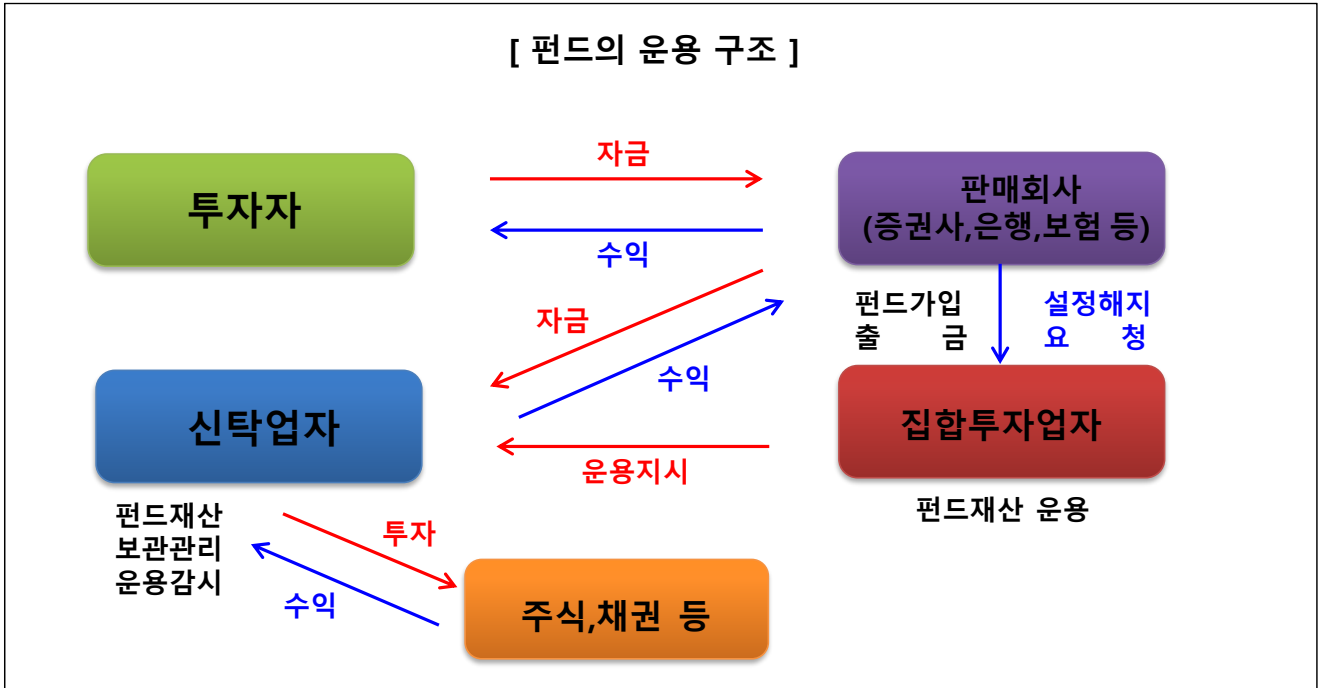 [ 펀드의 운용 구조 ]
자금
투자자
판매회사
(증권사,은행,보험 등)
수익
펀드가입
출 금
설정해지
요 청
자금
수익
신탁업자
집합투자업자
운용지시
펀드재산 운용
펀드재산
보관관리
운용감시
투자
수익
주식,채권 등